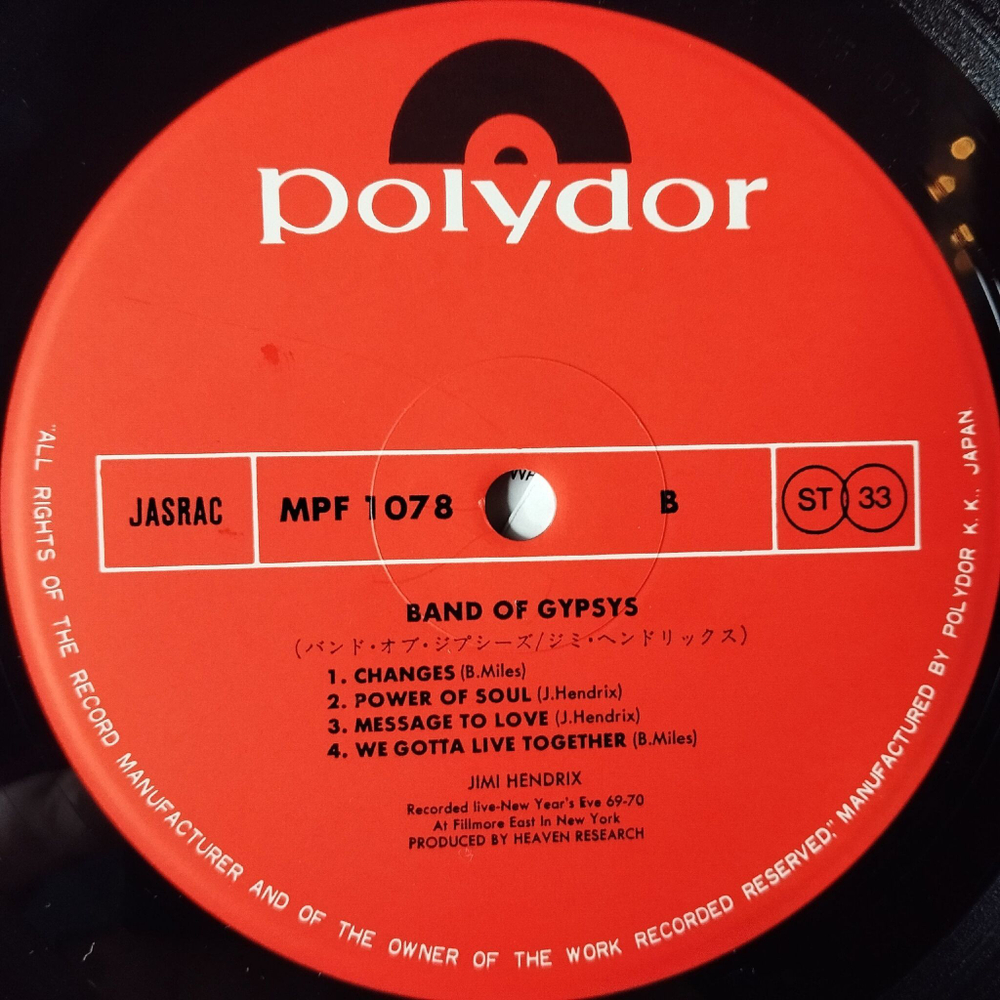 polydor
JASRAC
MPF 1078
B
ST 33
BAND OF GYPSYS
(バンド・オブ・ジプシーズ/ジミ・ヘンドリックス)
1. CHANGES (B.Miles)
2. POWER OF SOUL (J.Hendrix)
3. MESSAGE TO LOVE (J.Hendrix)
4. WE GOTTA LIVE TOGETHER (B.Miles)
JIMI HENDRIX
Recorded live-New Year's Eve 69-70
At Fillmore East In New York
PRODUCED BY HEAVEN RESEARCH
"ALL RIGHTS OF THE RECORD MANUFACTURER AND OF THE OWNER OF THE WORK RECORDED RESERVED." MANUFACTURED BY POLYDOR K. K., JAPAN